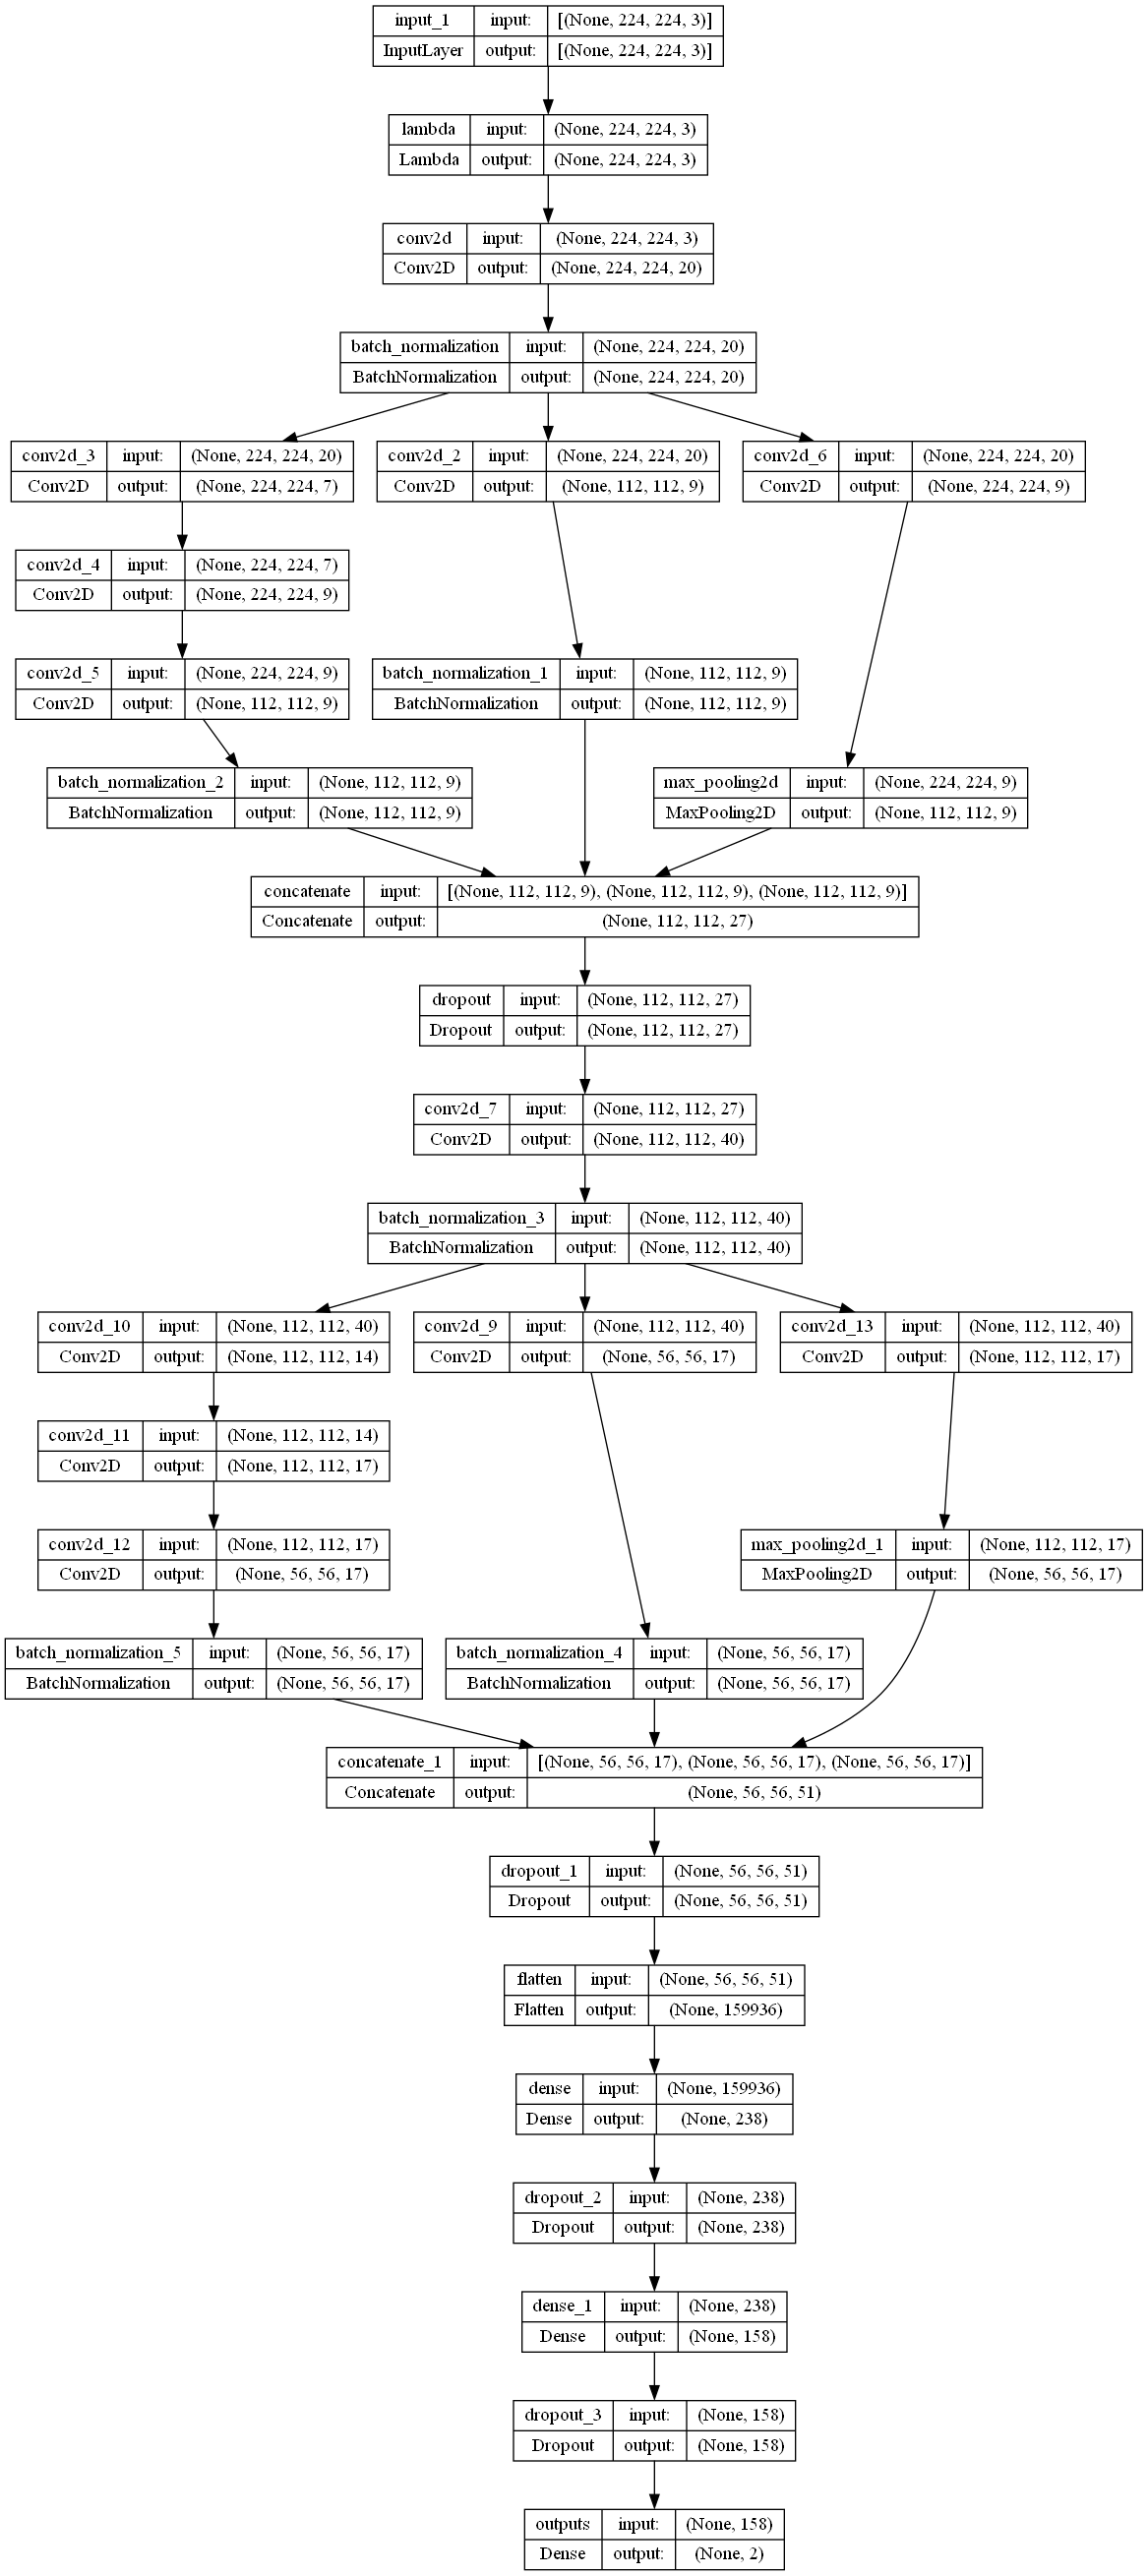 input_1 input: [(None, 224, 224, 3)]
InputLayer output: [(None, 224, 224, 3)]
lambda input: (None, 224, 224, 3)
Lambda output: (None, 224, 224, 3)
conv2d input: (None, 224, 224, 3)
Conv2D output: (None, 224, 224, 20)
batch_normalization input: (None, 224, 224, 20)
BatchNormalization output: (None, 224, 224, 20)
conv2d_3 input: (None, 224, 224, 20)
Conv2D output: (None, 224, 224, 7)
conv2d_2 input: (None, 224, 224, 20)
Conv2D output: (None, 112, 112, 9)
conv2d_6 input: (None, 224, 224, 20)
Conv2D output: (None, 224, 224, 9)
conv2d_4 input: (None, 224, 224, 7)
Conv2D output: (None, 224, 224, 9)
conv2d_5 input: (None, 224, 224, 9)
Conv2D output: (None, 112, 112, 9)
batch_normalization_1 input: (None, 112, 112, 9)
BatchNormalization output: (None, 112, 112, 9)
batch_normalization_2 input: (None, 112, 112, 9)
BatchNormalization output: (None, 112, 112, 9)
max_pooling2d input: (None, 224, 224, 9)
MaxPooling2D output: (None, 112, 112, 9)
concatenate input: [(None, 112, 112, 9), (None, 112, 112, 9), (None, 112, 112, 9)]
Concatenate output: (None, 112, 112, 27)
dropout input: (None, 112, 112, 27)
Dropout output: (None, 112, 112, 27)
conv2d_7 input: (None, 112, 112, 27)
Conv2D output: (None, 112, 112, 40)
batch_normalization_3 input: (None, 112, 112, 40)
BatchNormalization output: (None, 112, 112, 40)
conv2d_10 input: (None, 112, 112, 40)
Conv2D output: (None, 112, 112, 14)
conv2d_9 input: (None, 112, 112, 40)
Conv2D output: (None, 56, 56, 17)
conv2d_13 input: (None, 112, 112, 40)
Conv2D output: (None, 112, 112, 17)
conv2d_11 input: (None, 112, 112, 14)
Conv2D output: (None, 112, 112, 17)
conv2d_12 input: (None, 112, 112, 17)
Conv2D output: (None, 56, 56, 17)
max_pooling2d_1 input: (None, 112, 112, 17)
MaxPooling2D output: (None, 56, 56, 17)
batch_normalization_5 input: (None, 56, 56, 17)
BatchNormalization output: (None, 56, 56, 17)
batch_normalization_4 input: (None, 56, 56, 17)
BatchNormalization output: (None, 56, 56, 17)
concatenate_1 input: [(None, 56, 56, 17), (None, 56, 56, 17), (None, 56, 56, 17)]
Concatenate output: (None, 56, 56, 51)
dropout_1 input: (None, 56, 56, 51)
Dropout output: (None, 56, 56, 51)
flatten input: (None, 56, 56, 51)
Flatten output: (None, 159936)
dense input: (None, 159936)
Dense output: (None, 238)
dropout_2 input: (None, 238)
Dropout output: (None, 238)
dense_1 input: (None, 238)
Dense output: (None, 158)
dropout_3 input: (None, 158)
Dropout output: (None, 158)
outputs input: (None, 158)
Dense output: (None, 2)